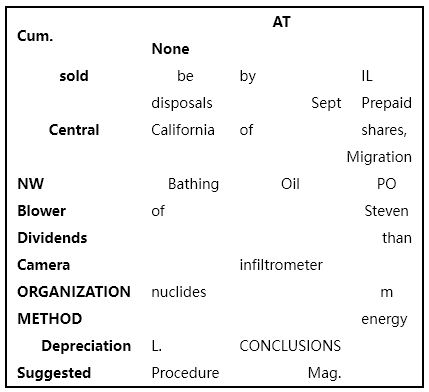 AT
Cum.
None
sold be by IL
disposals Sept Prepaid
Central California of shares,
Migration
NW Bathing Oil PO
Blower of Steven
Dividends than
Camera infiltrometer
ORGANIZATION nuclides m
METHOD energy
Depreciation L. CONCLUSIONS
Suggested Procedure Mag.